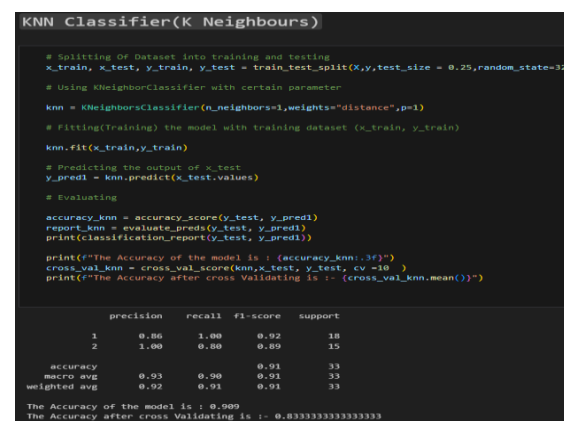 KNN Classifier(K Neighbours)
# Splitting Of Dataset into training and testing
x_train, x_test, y_train, y_test = train_test_split(X,y,test_size = 0.25,random_state=32
# Using KNeighborClassifier with certain parameter
knn = KNeighborsClassifier(n_neighbors=1,weights="distance",p=1)
# Fitting(Training) the model with training dataset (x_train, y_train)
knn.fit(x_train,y_train)
# Predicting the output of x_test
y_pred1 = knn.predict(x_test.values)
# Evaluating
accuracy_knn = accuracy_score(y_test, y_pred1)
report_knn = evaluate_preds(y_test, y_pred1)
print(classification_report(y_test, y_pred1))
print(f"The Accuracy of the model is : {accuracy_knn:.3f}")
cross_val_knn = cross_val_score(knn,x_test, y_test, cv =10  )
print(f"The Accuracy after cross Validating is :- {cross_val_knn.mean()}")
precision recall f1-score support
1 0.86 1.00 0.92 18
2 1.00 0.80 0.89 15
accuracy 0.91 33
macro avg 0.93 0.90 0.91 33
weighted avg 0.92 0.91 0.91 33
The Accuracy of the model is : 0.909
The Accuracy after cross Validating is :- 0.8333333333333333